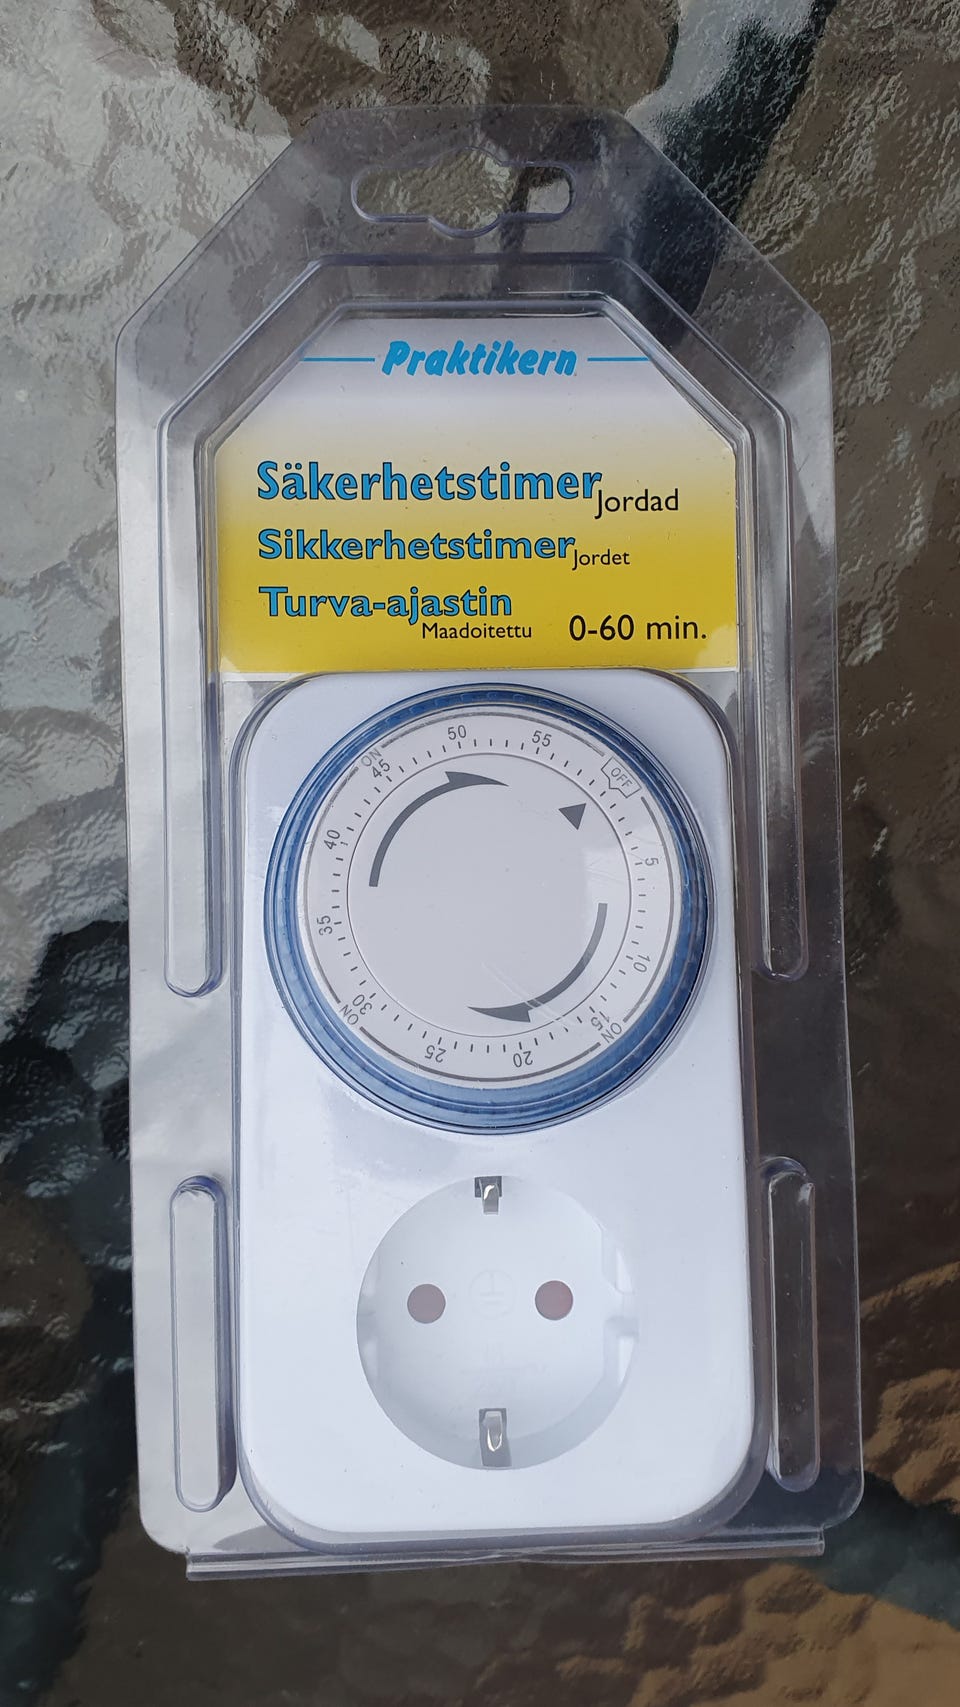 Praktikern
Säkerhetstimer Jordad
Sikkerhetstimer Jordet
Turva-ajastin
Maadoitettu 0-60 min.
OFF
5
10
15
ON
20
25
30
ON
35
40
45
ON
50
55